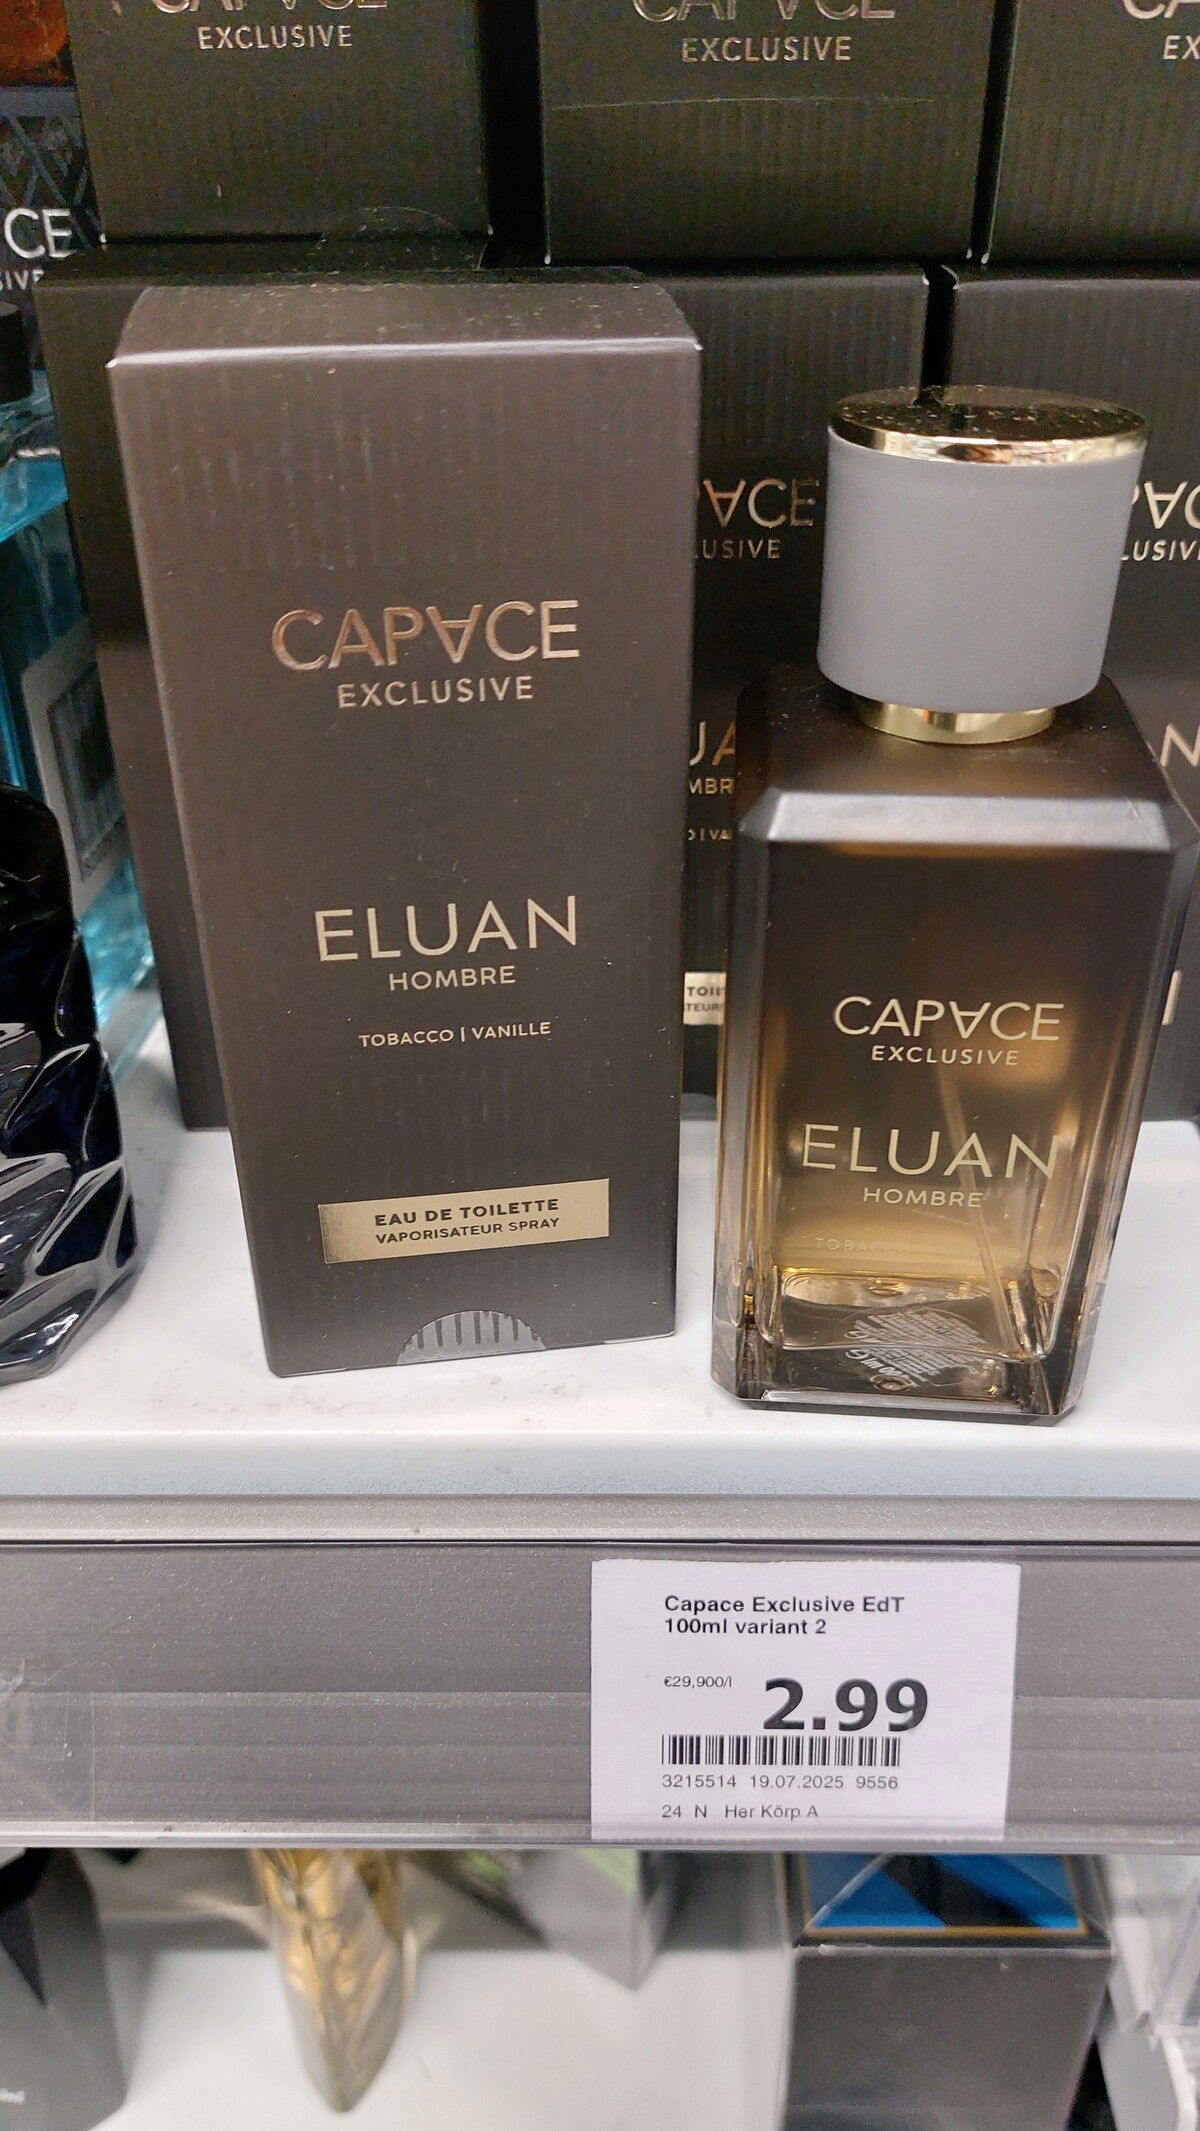 EXCLUSIVE
EXCLUSIVE
CE
CAPACE
EXCLUSIVE
ELUAN
HOMBRE
TOBACCO | VANILLE
EAU DE TOILETTE
VAPORISATEUR SPRAY
CAPACE
EXCLUSIVE
ELUAN
HOMBRE
Capace Exclusive EdT
100ml variant 2
€29,900/l
2.99
3215514 19.07.2025 9556
24 N Her Körp A